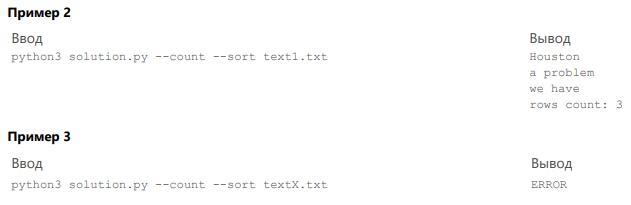 Пример 2
Ввод Вывод
python3 solution.py --count --sort text1.txt Houston
a problem
we have
rows count: 3
Пример 3
Ввод Вывод
python3 solution.py --count --sort textX.txt ERROR